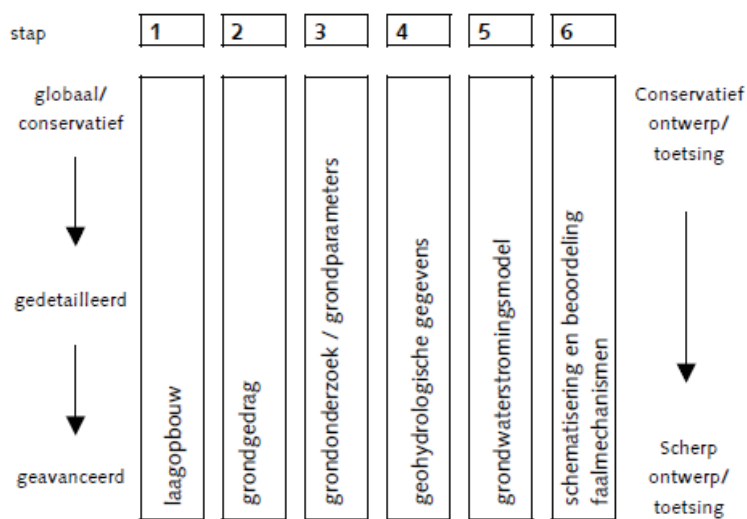 stap 1 2 3 4 5 6
globaal/
conservatief
gedetailleerd
geavanceerd
laagopbouw
grondgedrag
grondonderzoek / grondparameters
geohydrologische gegevens
grondwaterstromingsmodel
schematisering en beoordeling
faalmechanismen
Conservatief
ontwerp/
toetsing
Scherp
ontwerp/
toetsing